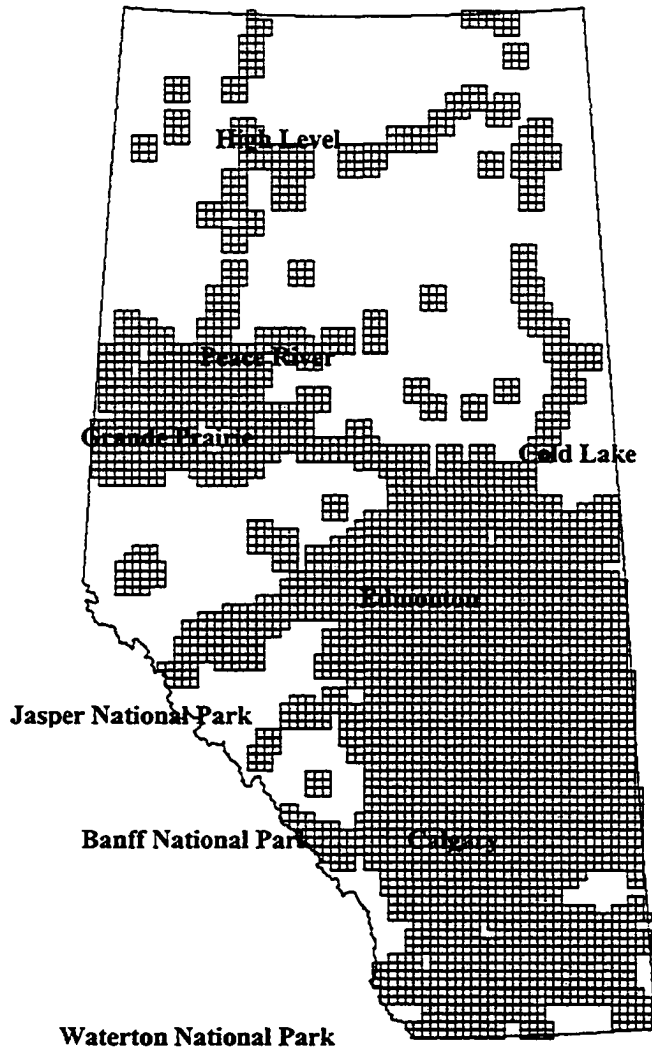 High Level
Peace River
Grande Prairie
Cold Lake
Edmonton
Jasper National Park
Banff National Park
Calgary
Waterton National Park